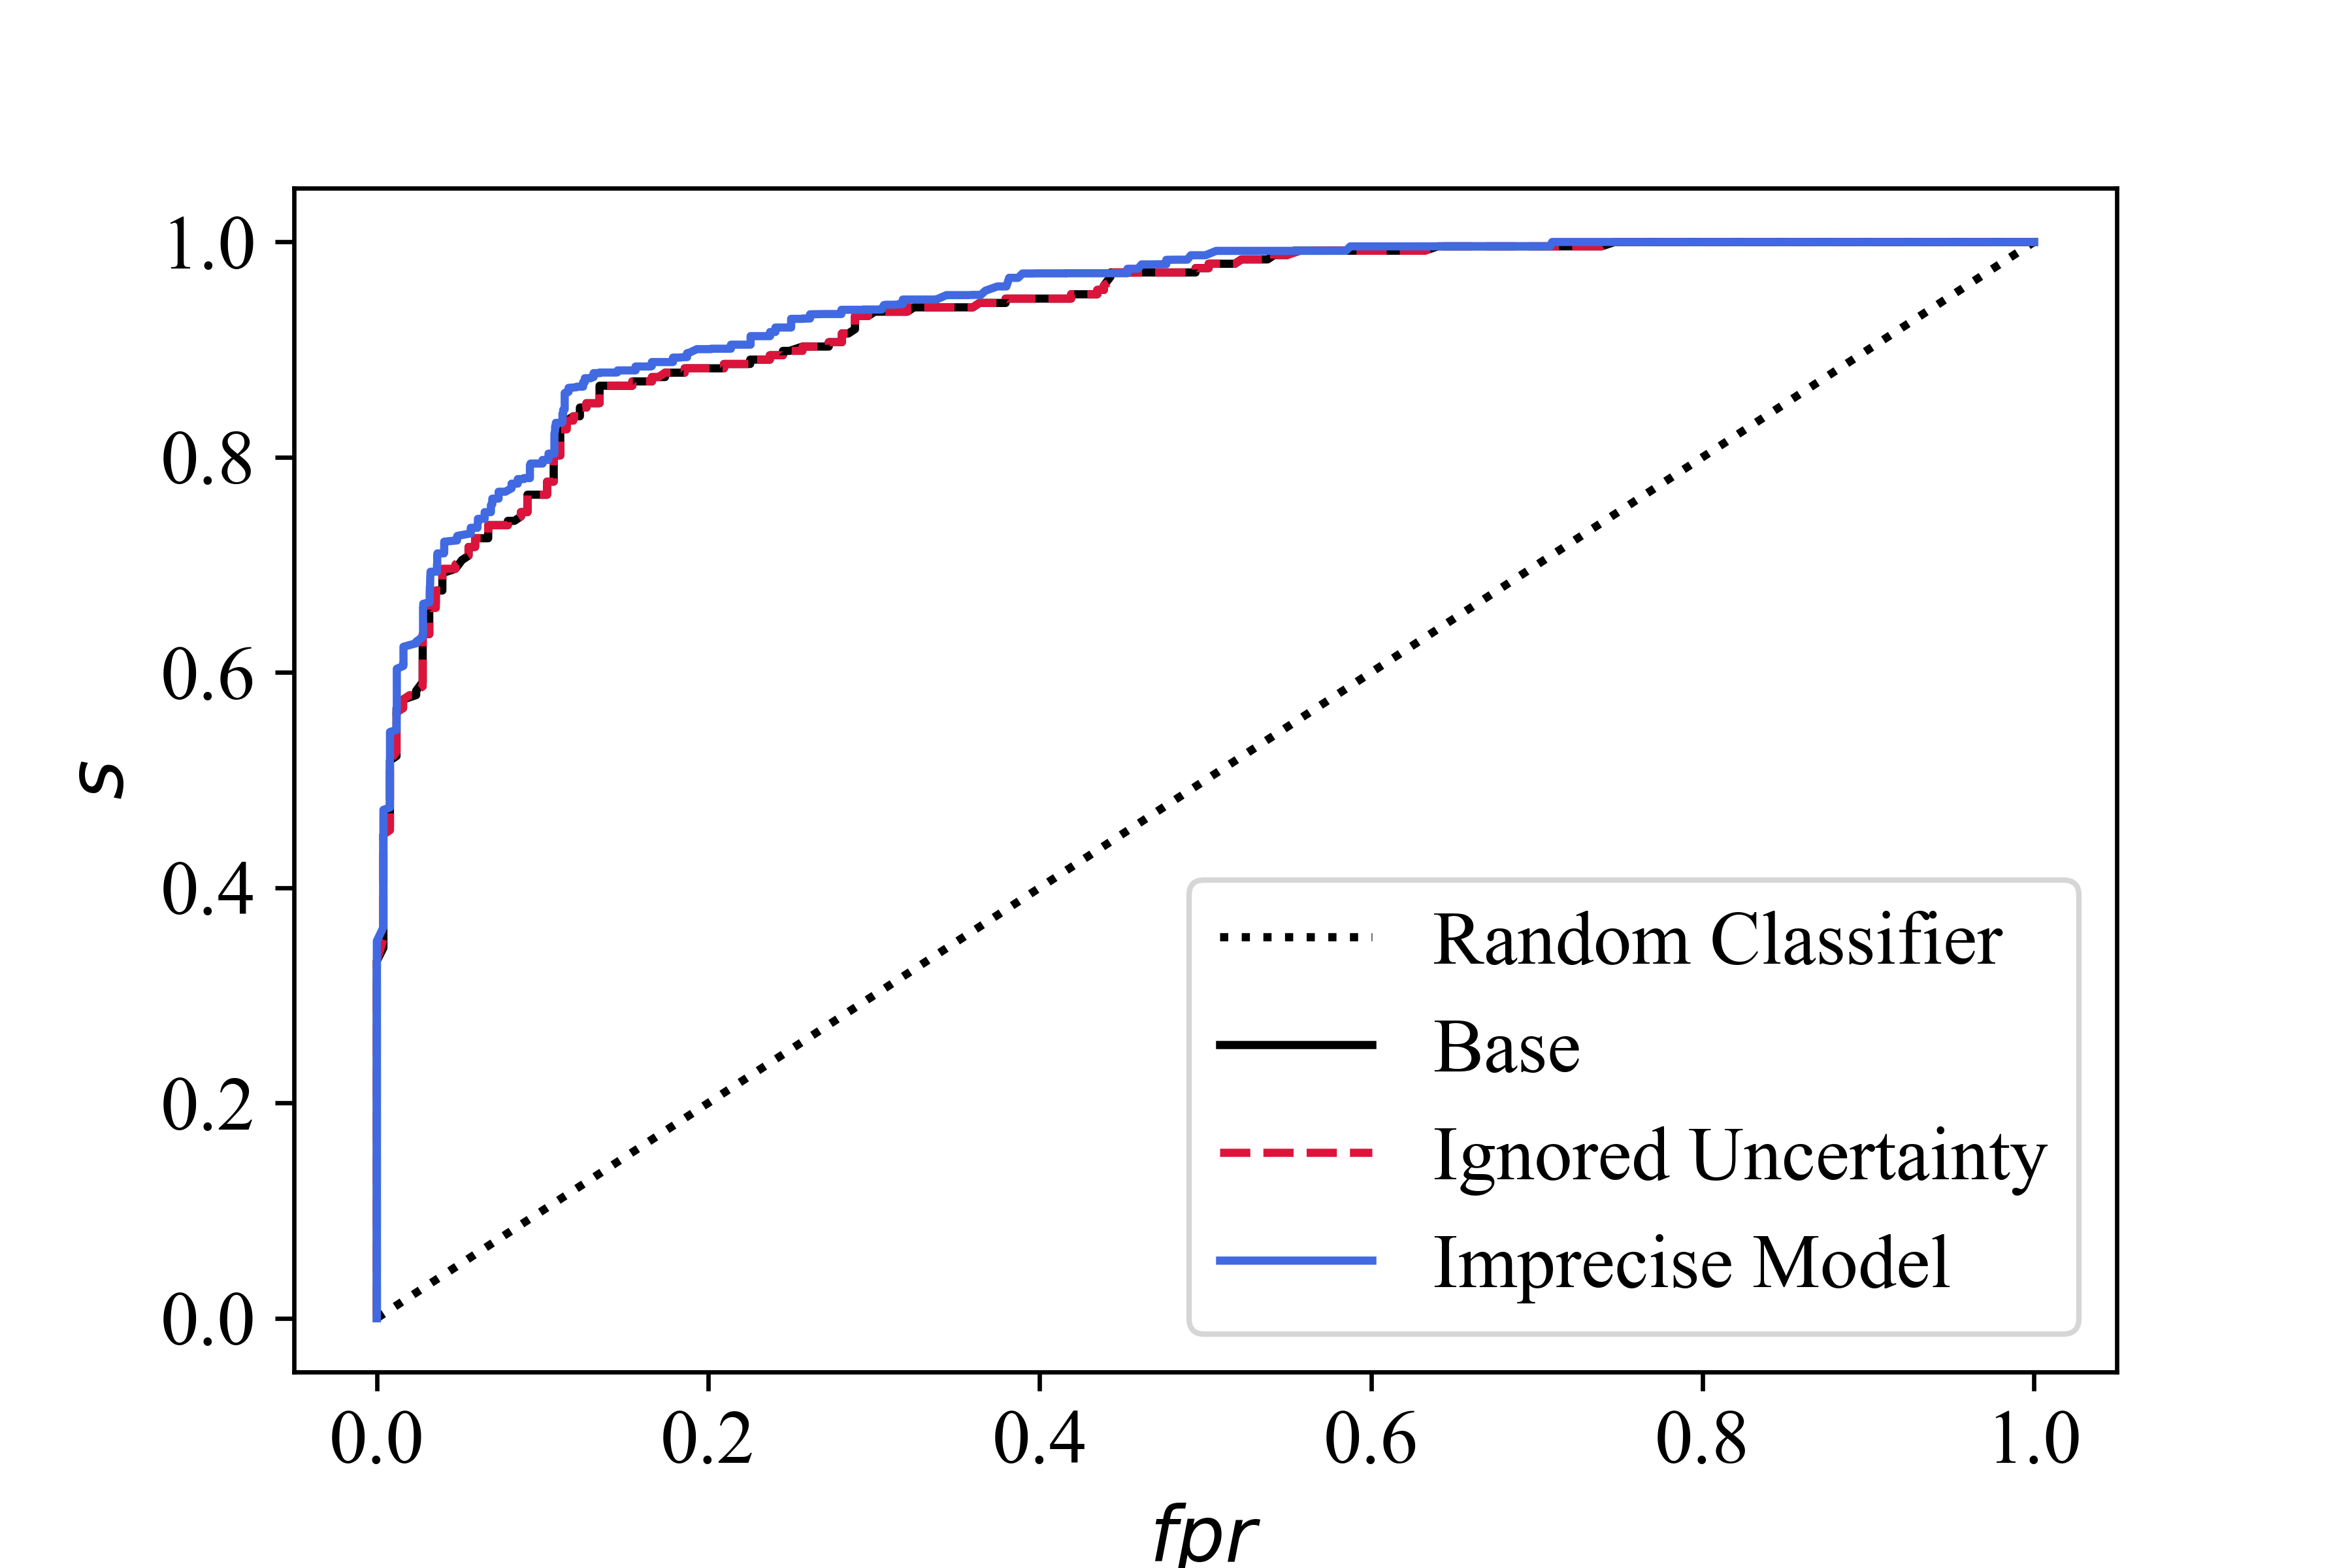 1.0
0.8
0.6
0.4
0.2
0.0
s
Random Classifier
Base
Ignored Uncertainty
Imprecise Model
0.0 0.2 0.4 0.6 0.8 1.0
fpr